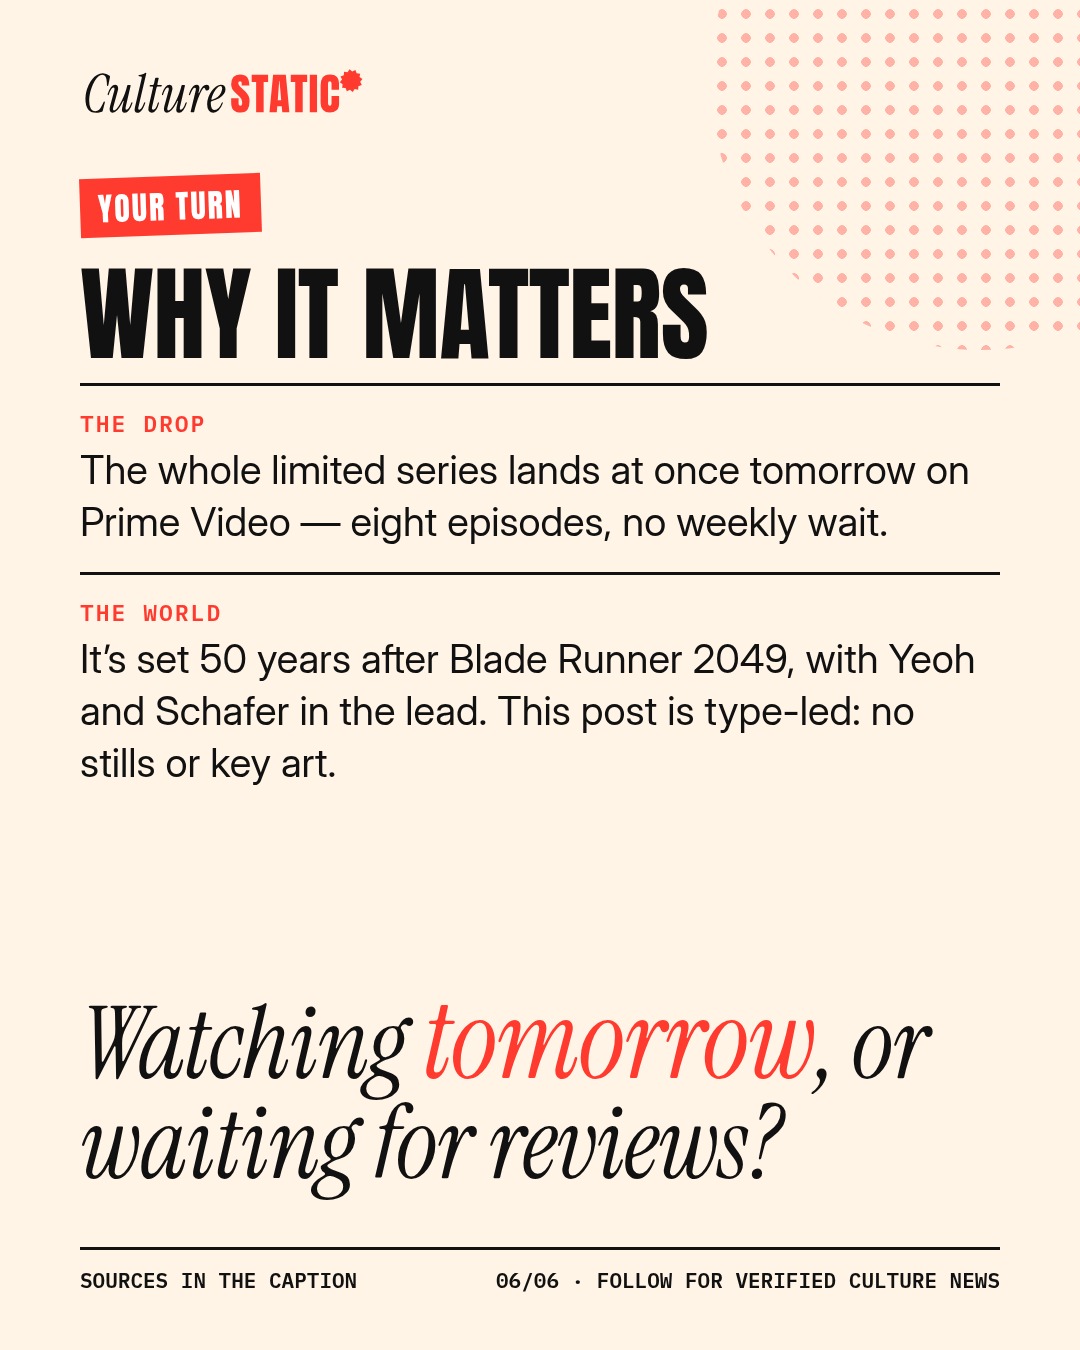 Culture STATIC
YOUR TURN
WHY IT MATTERS
THE DROP
The whole limited series lands at once tomorrow on
Prime Video — eight episodes, no weekly wait.
THE WORLD
It’s set 50 years after Blade Runner 2049, with Yeoh
and Schafer in the lead. This post is type-led: no
stills or key art.
Watching tomorrow, or
waiting for reviews?
SOURCES IN THE CAPTION
06/06 · FOLLOW FOR VERIFIED CULTURE NEWS